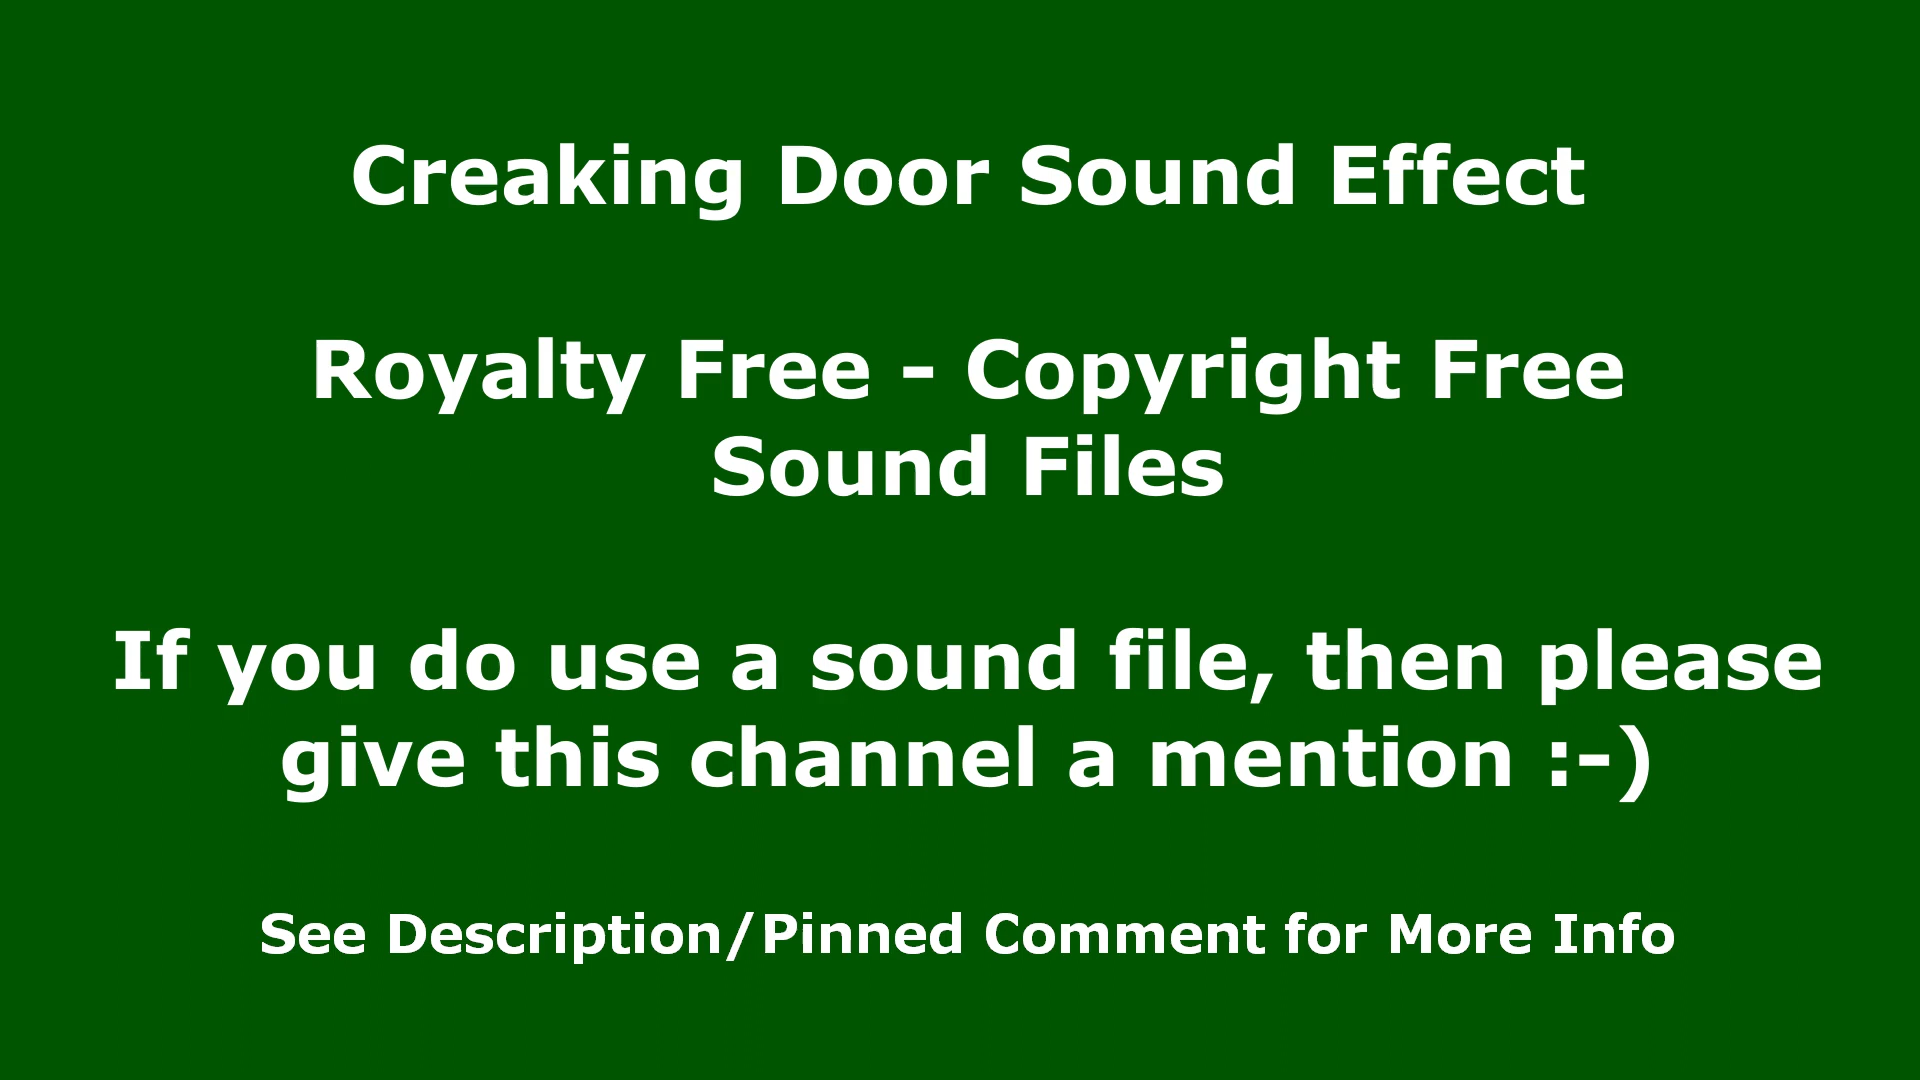 Creaking Door Sound Effect
Royalty Free - Copyright Free
Sound Files
If you do use a sound file, then please
give this channel a mention :-)
See Description/Pinned Comment for More Info